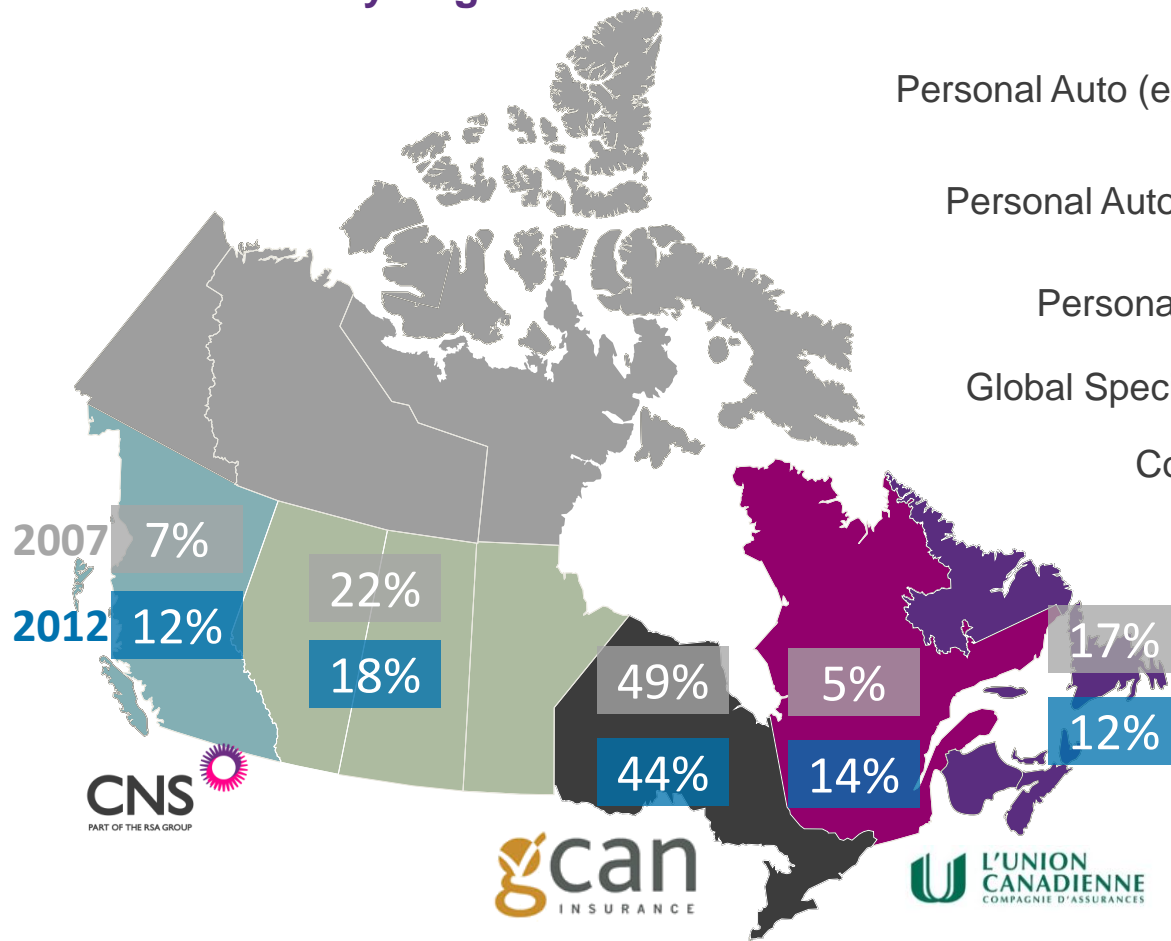 Personal Auto (e
Personal Auto
Persona
Global Spec
Co
2007 7%
2012 12%
22%
18%
49%
44%
5%
14%
17%
12%
CNS
PART OF THE RSA GROUP
gcan
INSURANCE
L'UNION
CANADIENNE
COMPAGNIE D'ASSURANCES